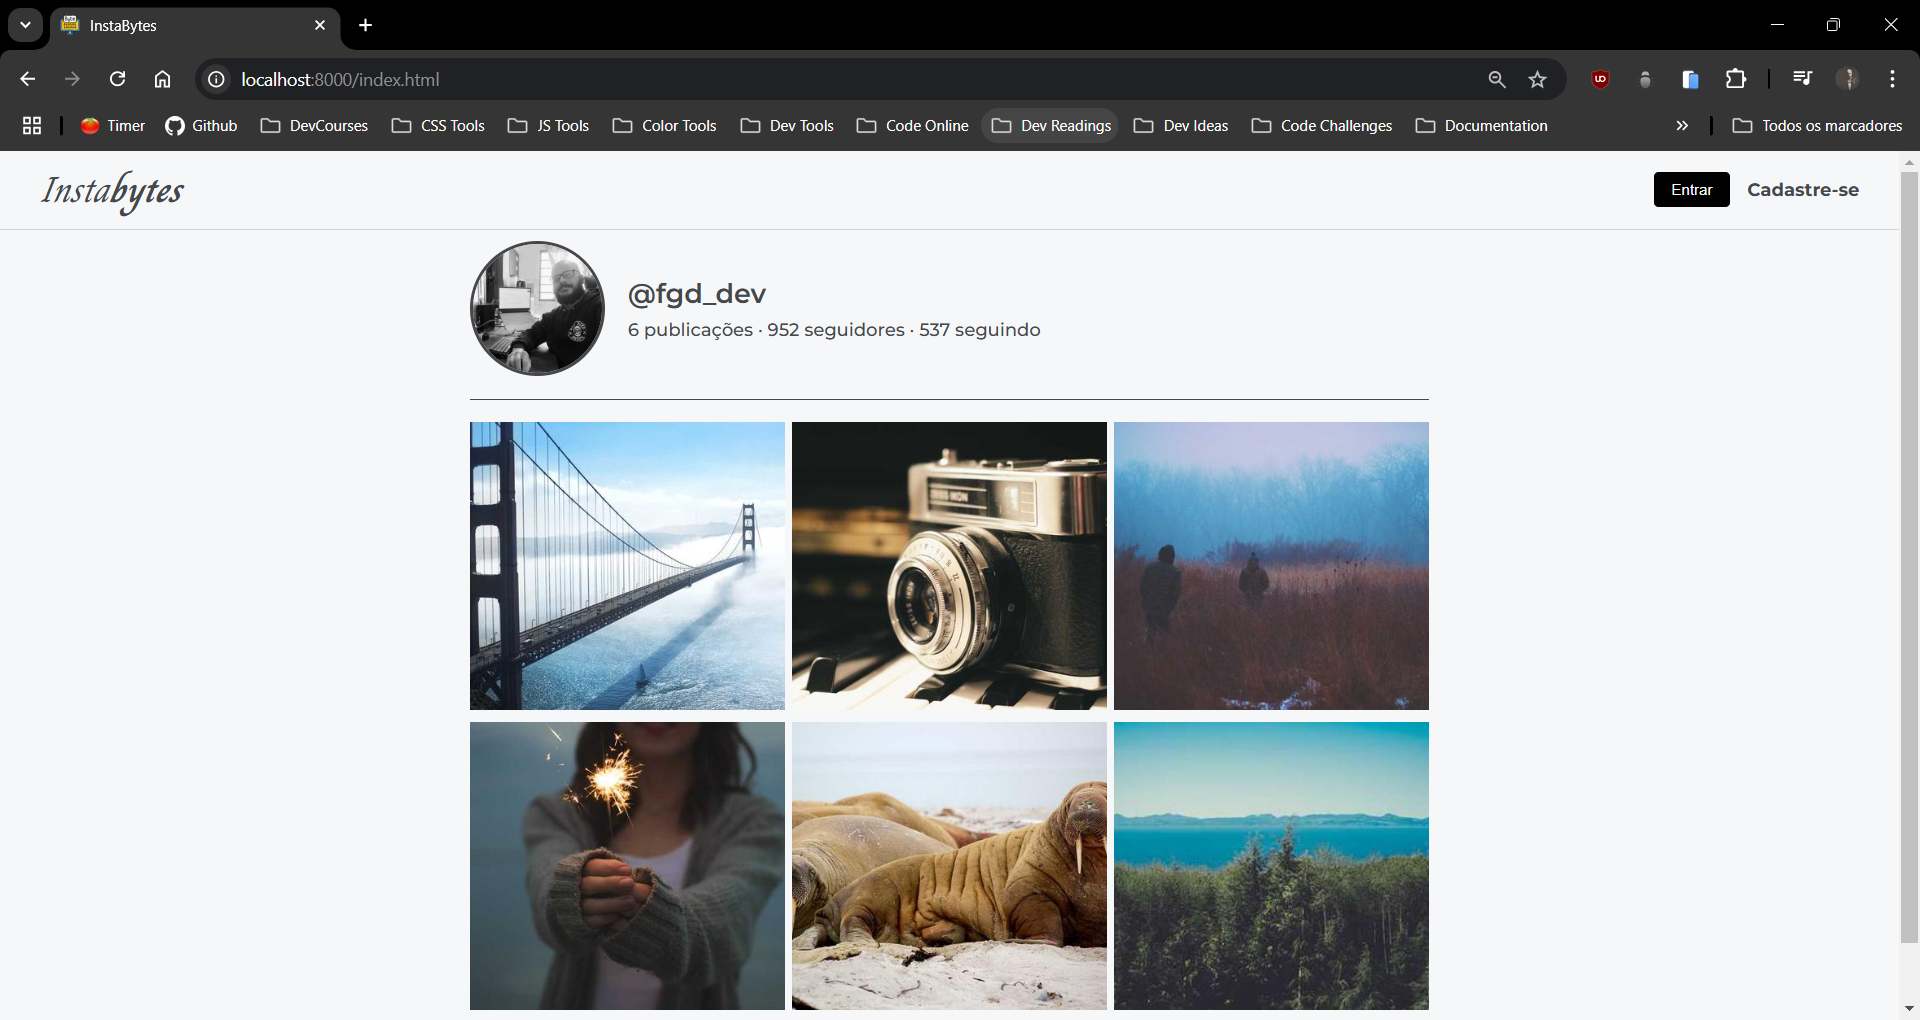 InstaBytes
localhost:8000/index.html
Timer Github DevCourses CSS Tools JS Tools Color Tools Dev Tools Code Online Dev Readings Dev Ideas Code Challenges Documentation » Todos os marcadores
Instabytes
Entrar Cadastre-se
@fgd_dev
6 publicações · 952 seguidores · 537 seguindo